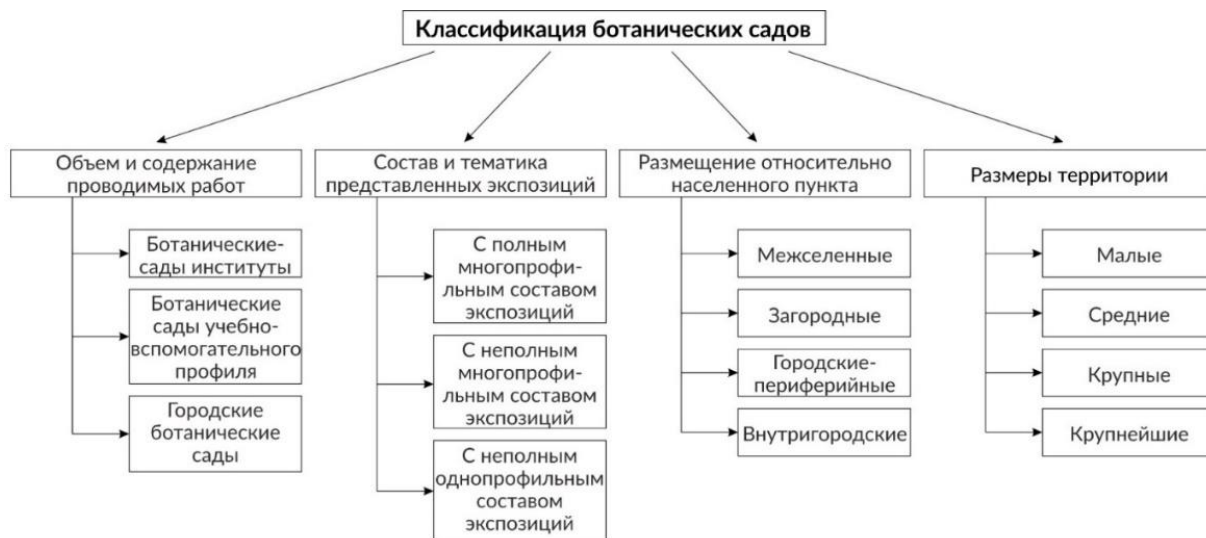 Классификация ботанических садов
Объем и содержание
проводимых работ
Ботанические-
сады институты
Ботанические
сады учебно-
вспомогательного
профиля
Городские
ботанические
сады
Состав и тематика
представленных экспозиций
С полным
многопрофи-
льным составом
экспозиций
С неполным
многопрофи-
льным составом
экспозиций
С неполным
однопрофильным
составом
экспозиций
Размещение относительно
населенного пункта
Межселенные
Загородные
Городские-
периферийные
Внутригородские
Размеры территории
Малые
Средние
Крупные
Крупнейшие